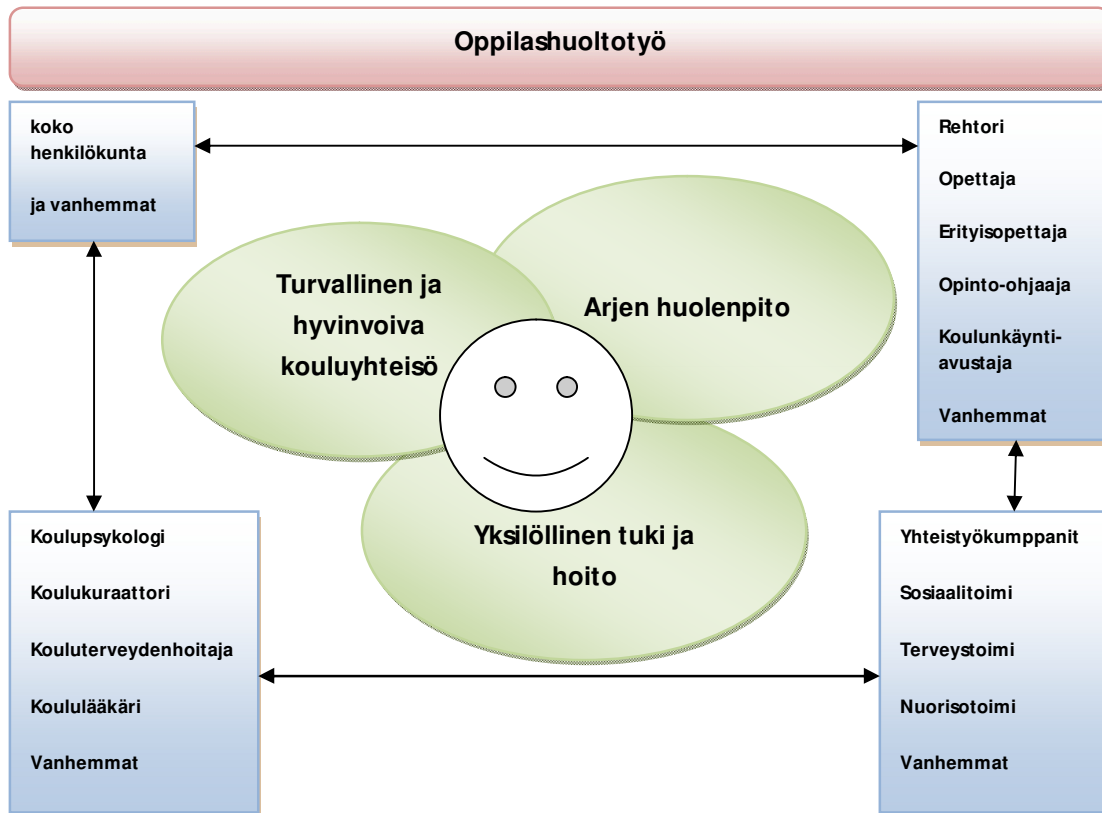 Oppilashuoltotyö
koko
henkilökunta
ja vanhemmat
Rehtori
Opettaja
Erityisopettaja
Opinto-ohjaaja
Koulunkäynti-
avustaja
Vanhemmat
Turvallinen ja
hyvinvoiva
kouluyhteisö
Arjen huolenpito
Yksilöllinen tuki ja
hoito
Koulupsykologi
Koulukuraattori
Kouluterveydenhoitaja
Koululääkäri
Vanhemmat
Yhteistyökumppanit
Sosiaalitoimi
Terveystoimi
Nuorisotoimi
Vanhemmat